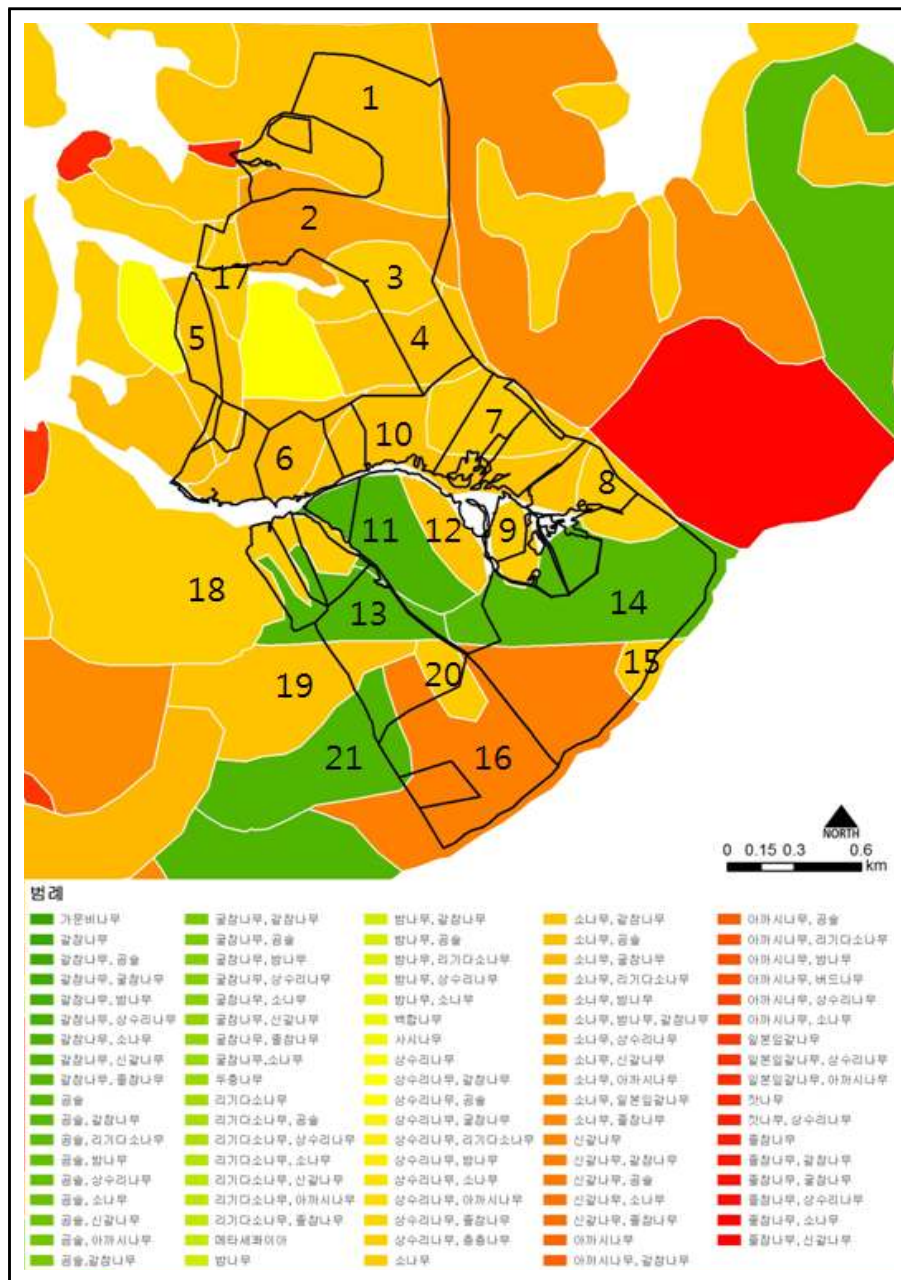 1
2
3
17
5
4
7
10
6
8
9
11
12
18
14
13
15
20
19
21
16
NORTH
0 0.15 0.3 0.6
km
범례
가문비나무
갈참나무
갈참나무, 곰솔
갈참나무, 굴참나무
갈참나무, 밤나무
갈참나무, 상수리나무
갈참나무, 소나무
갈참나무, 신갈나무
갈참나무, 졸참나무
곰솔
곰솔, 갈참나무
곰솔, 리기다소나무
곰솔, 밤나무
곰솔, 상수리나무
곰솔, 소나무
곰솔, 신갈나무
곰솔, 아까시나무
곰솔,갈참나무
굴참나무, 갈참나무
굴참나무, 곰솔
굴참나무, 밤나무
굴참나무, 상수리나무
굴참나무, 소나무
굴참나무, 신갈나무
굴참나무, 졸참나무
굴참나무,소나무
두충나무
리기다소나무
리기다소나무, 곰솔
리기다소나무, 상수리나무
리기다소나무, 소나무
리기다소나무, 신갈나무
리기다소나무, 아까시나무
리기다소나무, 졸참나무
메타세콰이아
밤나무
밤나무, 갈참나무
밤나무, 곰솔
밤나무, 리기다소나무
밤나무, 상수리나무
밤나무, 소나무
백합나무
사시나무
상수리나무
상수리나무, 갈참나무
상수리나무, 곰솔
상수리나무, 굴참나무
상수리나무, 리기다소나무
상수리나무, 밤나무
상수리나무, 소나무
상수리나무, 아까시나무
상수리나무, 졸참나무
상수리나무, 층층나무
소나무
소나무, 갈참나무
소나무, 곰솔
소나무, 굴참나무
소나무, 리기다소나무
소나무, 밤나무
소나무, 밤나무, 갈참나무
소나무, 상수리나무
소나무, 신갈나무
소나무, 아까시나무
소나무, 일본잎갈나무
소나무, 졸참나무
신갈나무
신갈나무, 갈참나무
신갈나무, 곰솔
신갈나무, 소나무
신갈나무, 졸참나무
아까시나무
아까시나무, 갈참나무
아까시나무, 곰솔
아까시나무, 리기다소나무
아까시나무, 밤나무
아까시나무, 버드나무
아까시나무, 상수리나무
아까시나무, 소나무
일본잎갈나무
일본잎갈나무, 상수리나무
일본잎갈나무, 아까시나무
잣나무
잣나무, 상수리나무
졸참나무
졸참나무, 갈참나무
졸참나무, 굴참나무
졸참나무, 상수리나무
졸참나무, 소나무
졸참나무, 신갈나무